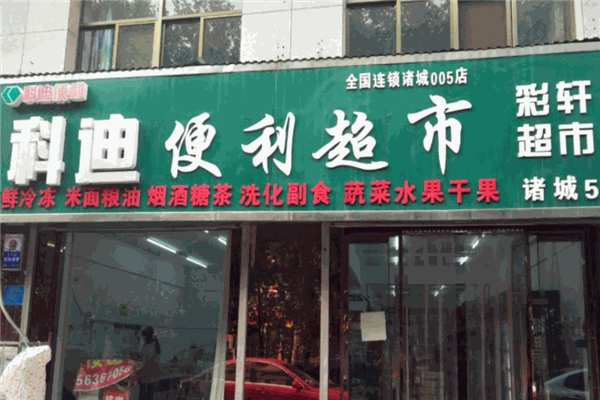 科迪便利
全国连锁诸城005店
科迪
便利超市
彩轩
超市
诸城5
鲜冷冻 米面粮油 烟酒糖茶 洗化副食 蔬菜水果干果